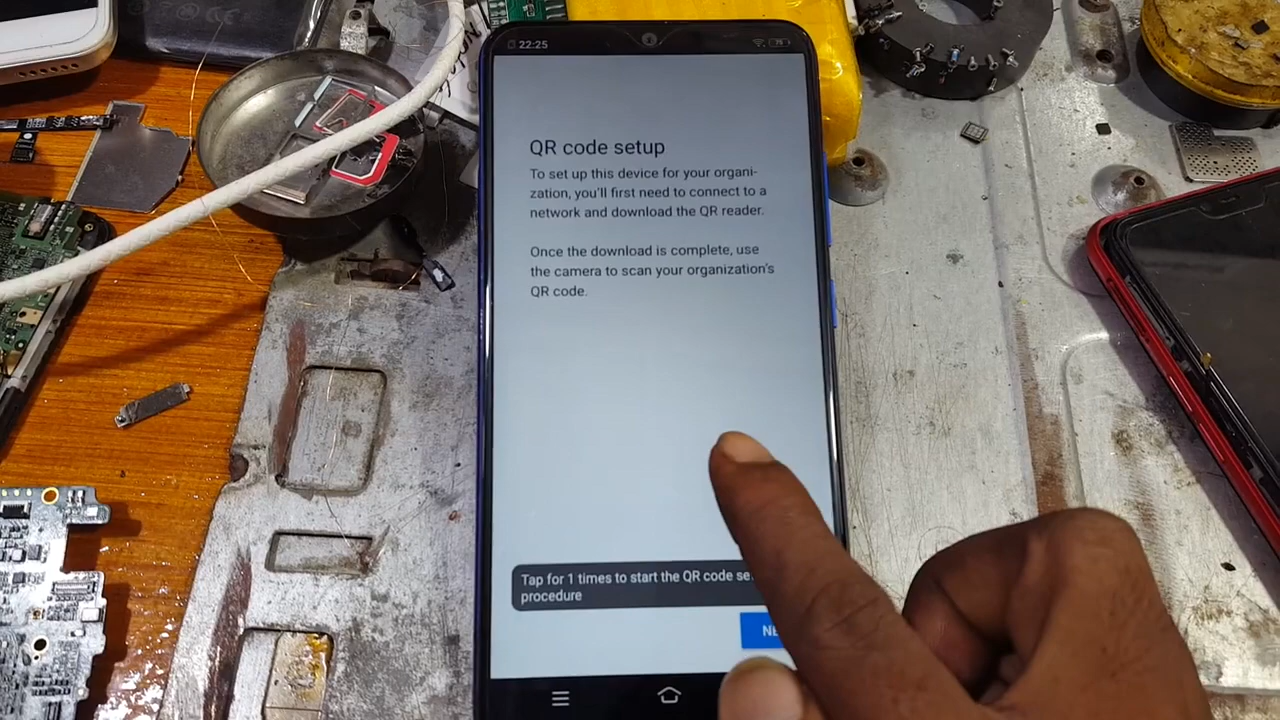 22:25
QR code setup
To set up this device for your organi-
zation, you'll first need to connect to a
network and download the QR reader.
Once the download is complete, use
the camera to scan your organization's
QR code.
Tap for 1 times to start the QR code
procedure